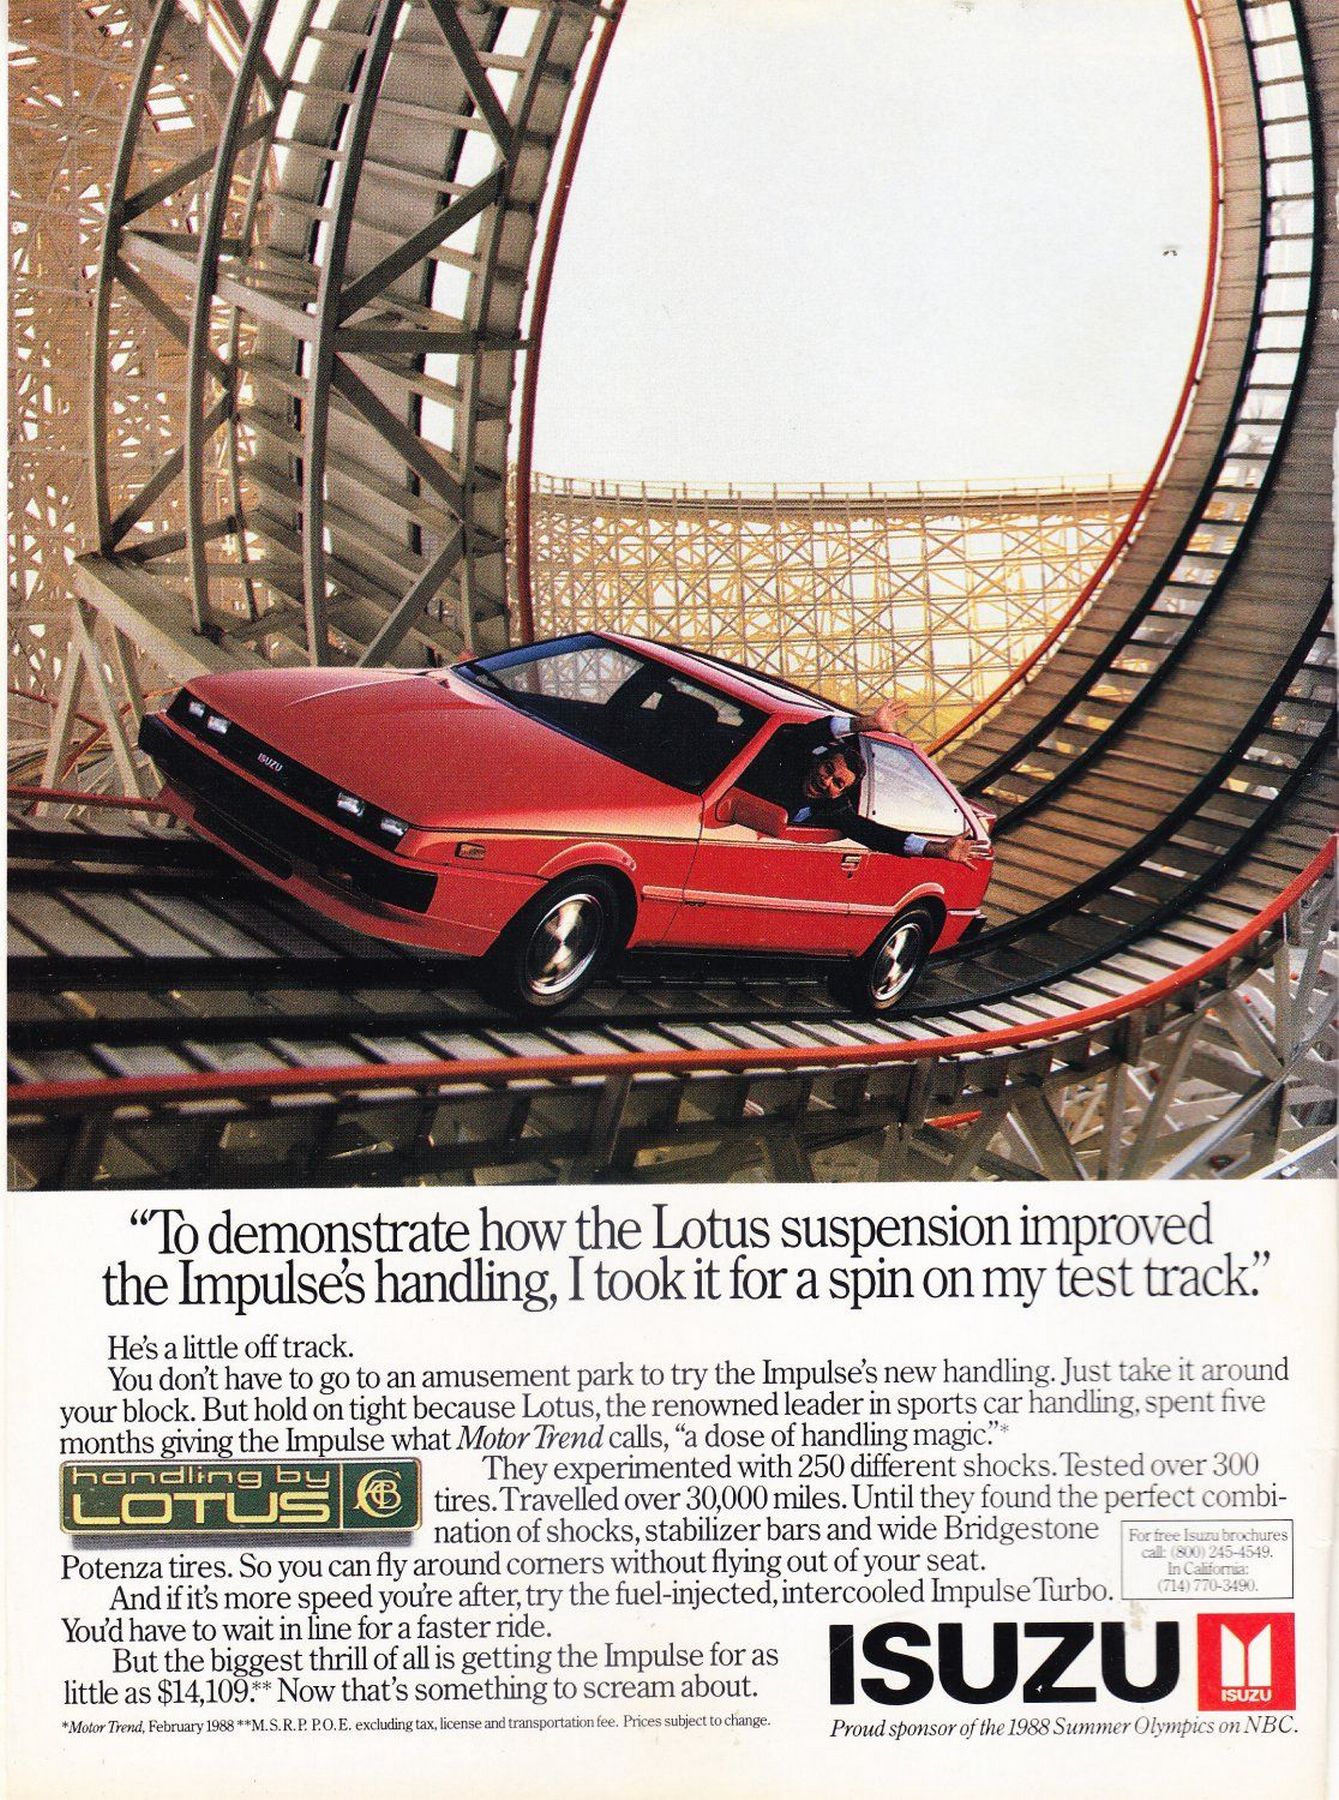 ISUZU
“To demonstrate how the Lotus suspension improved
the Impulse's handling, I took it for a spin on my test track.”
He's a little off track.
You don't have to go to an amusement park to try the Impulse's new handling. Just take it around
your block. But hold on tight because Lotus, the renowned leader in sports car handling, spent five
months giving the Impulse what Motor Trend calls, “a dose of handling magic.”*
handling by
LOTUS
They experimented with 250 different shocks. Tested over 300
tires. Travelled over 30,000 miles. Until they found the perfect combi-
nation of shocks, stabilizer bars and wide Bridgestone
Potenza tires. So you can fly around corners without flying out of your seat.
And if it's more speed you're after, try the fuel-injected, intercooled Impulse Turbo.
You'd have to wait in line for a faster ride.
But the biggest thrill of all is getting the Impulse for as
little as $14,109.** Now that's something to scream about.
*Motor Trend, February 1988 **M.S.R.P. P.O.E. excluding tax, license and transportation fee. Prices subject to change.
For free Isuzu brochures
call: (800) 245-4549.
In California:
(714) 770-3490.
ISUZU
ISUZU
Proud sponsor of the 1988 Summer Olympics on NBC.